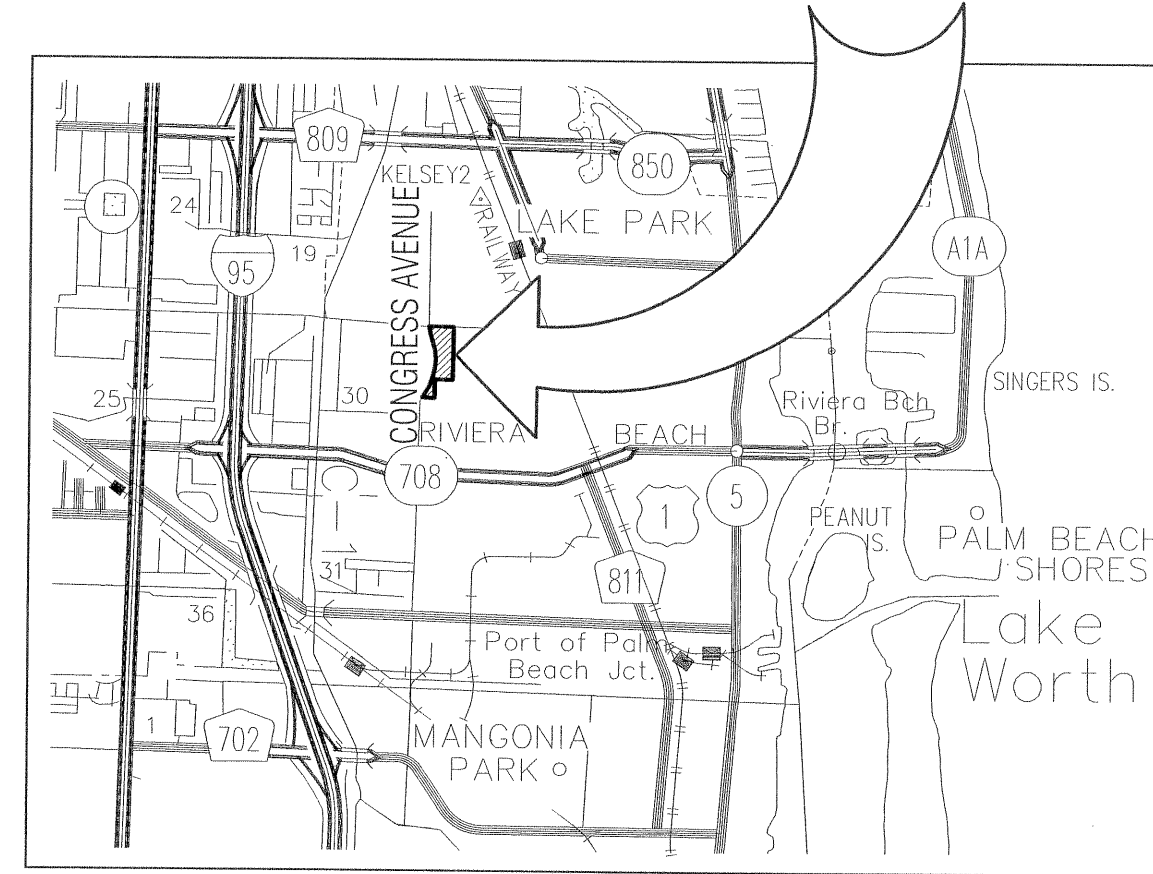 809
850
KELSEY2
24
RAILWAY
LAKE PARK
CONGRESS AVENUE
19
95
A1A
30
25
SINGERS IS.
Riviera Bch
Br.
RIVIERA BEACH
708
5
1
PEANUT
IS.
PALM BEACH
SHORES
31
811
36
Port of Palm
Beach Jct.
Lake
Worth
1
702
MANGONIA
PARK